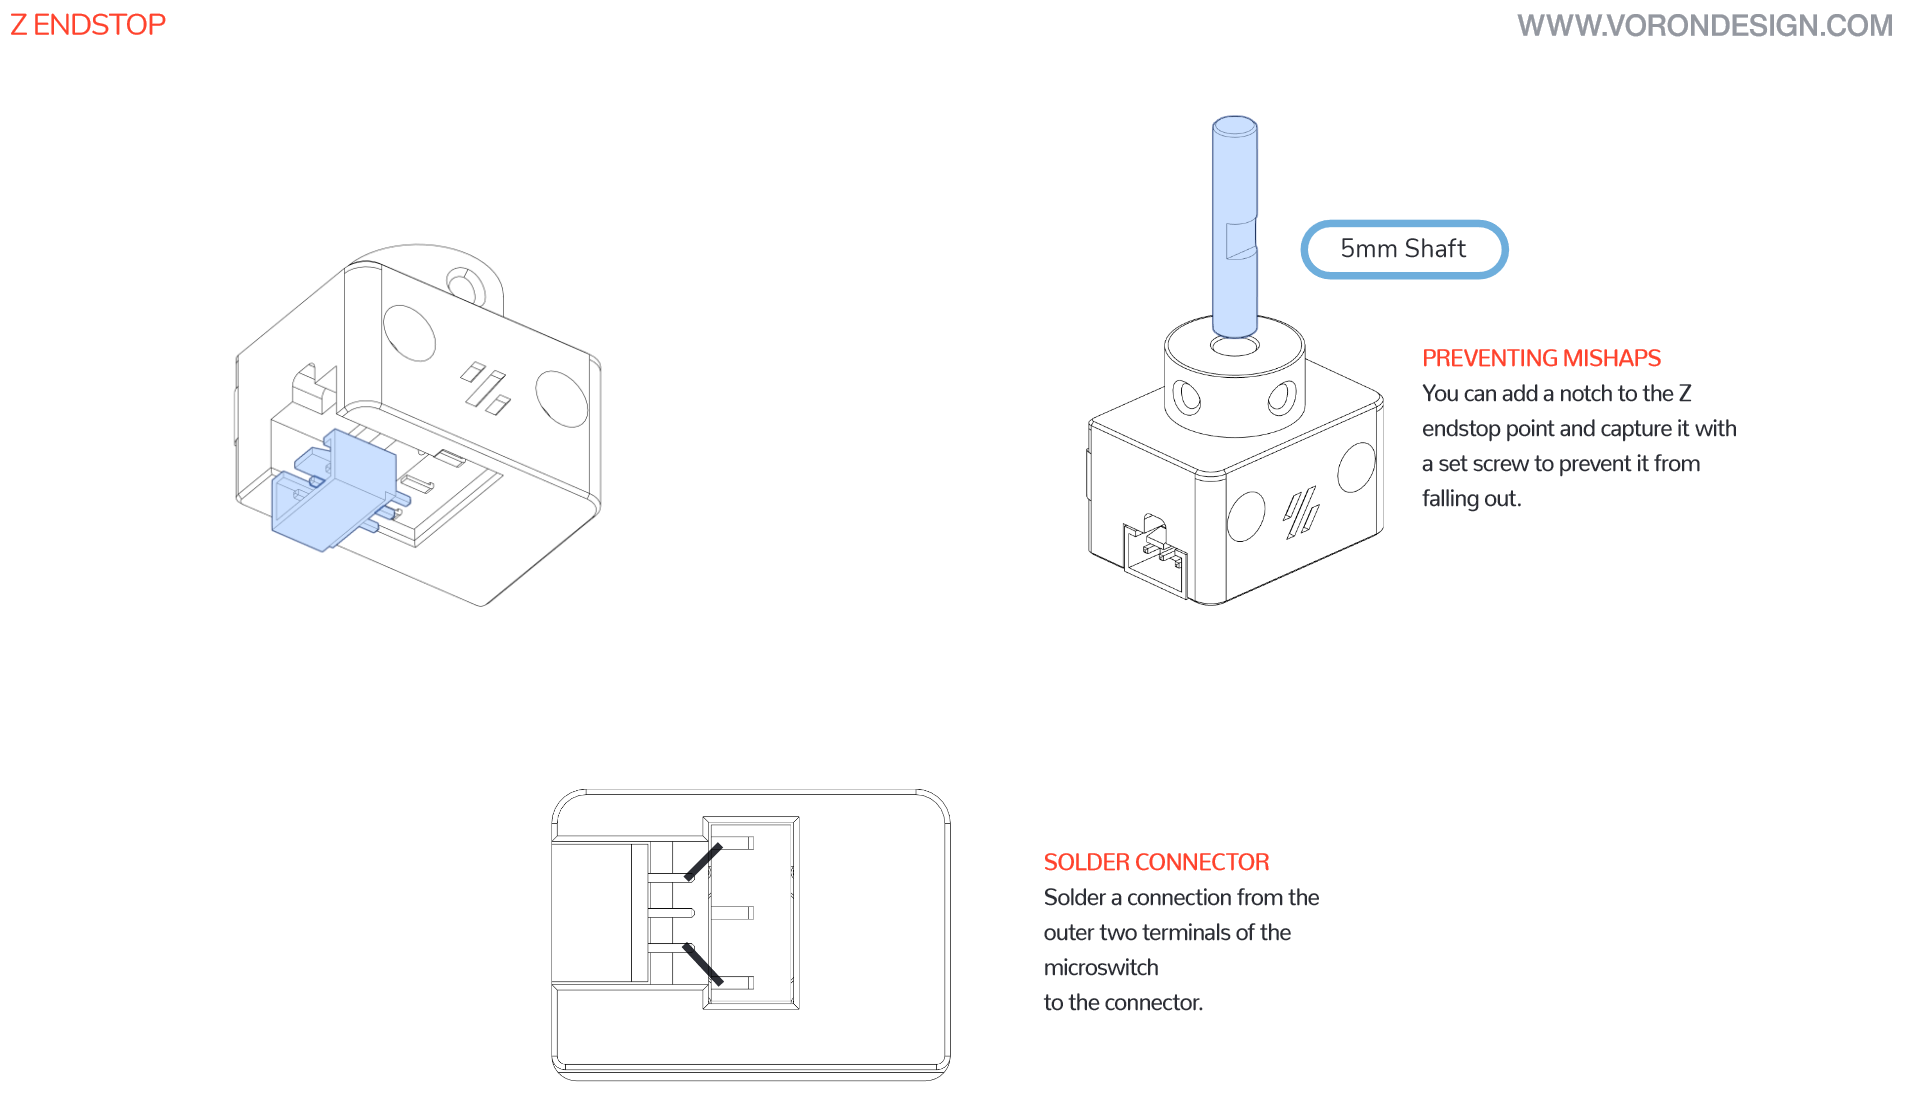 Z ENDSTOP
WWW.VORONDESIGN.COM
5mm Shaft
PREVENTING MISHAPS
You can add a notch to the Z
endstop point and capture it with
a set screw to prevent it from
falling out.
SOLDER CONNECTOR
Solder a connection from the
outer two terminals of the
microswitch
to the connector.